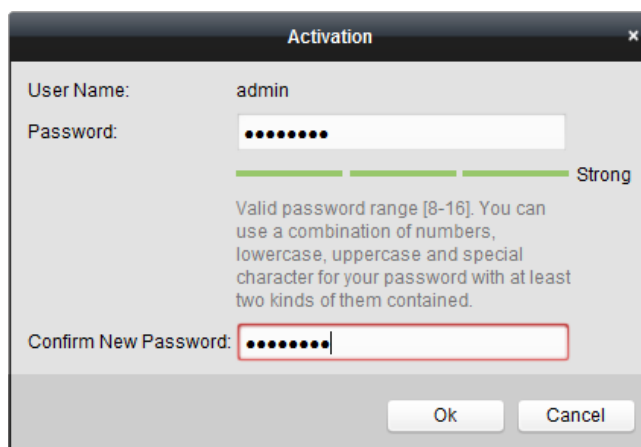 Activation ×
User Name: admin
Password: ●●●●●●●●
Strong
Valid password range [8-16]. You can
use a combination of numbers,
lowercase, uppercase and special
character for your password with at least
two kinds of them contained.
Confirm New Password: ●●●●●●●●
Ok Cancel